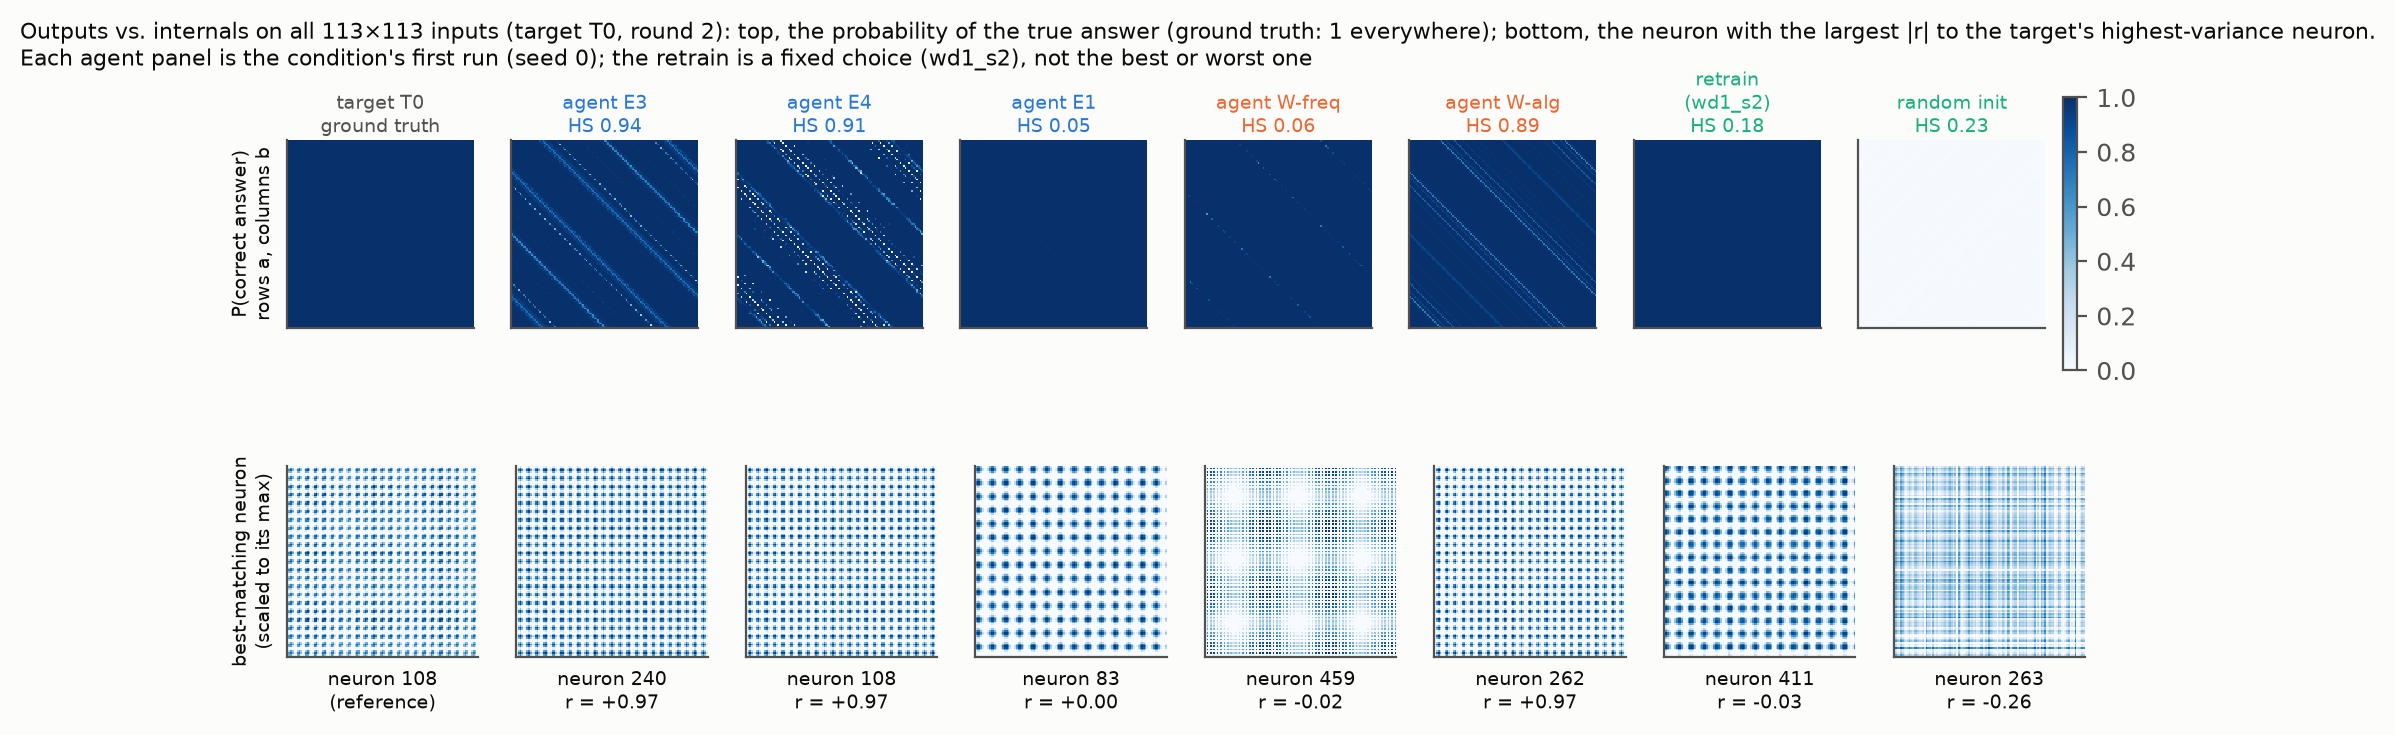 Outputs vs. internals on all 113×113 inputs (target T0, round 2): top, the probability of the true answer (ground truth: 1 everywhere); bottom, the neuron with the largest |r| to the target's highest-variance neuron.
Each agent panel is the condition's first run (seed 0); the retrain is a fixed choice (wd1_s2), not the best or worst one
target T0
ground truth
agent E3
HS 0.94
agent E4
HS 0.91
agent E1
HS 0.05
agent W-freq
HS 0.06
agent W-alg
HS 0.89
retrain
(wd1_s2)
HS 0.18
random init
HS 0.23
P(correct answer)
rows a, columns b
1.0
0.8
0.6
0.4
0.2
0.0
best-matching neuron
(scaled to its max)
neuron 108
(reference)
neuron 240
r = +0.97
neuron 108
r = +0.97
neuron 83
r = +0.00
neuron 459
r = -0.02
neuron 262
r = +0.97
neuron 411
r = -0.03
neuron 263
r = -0.26